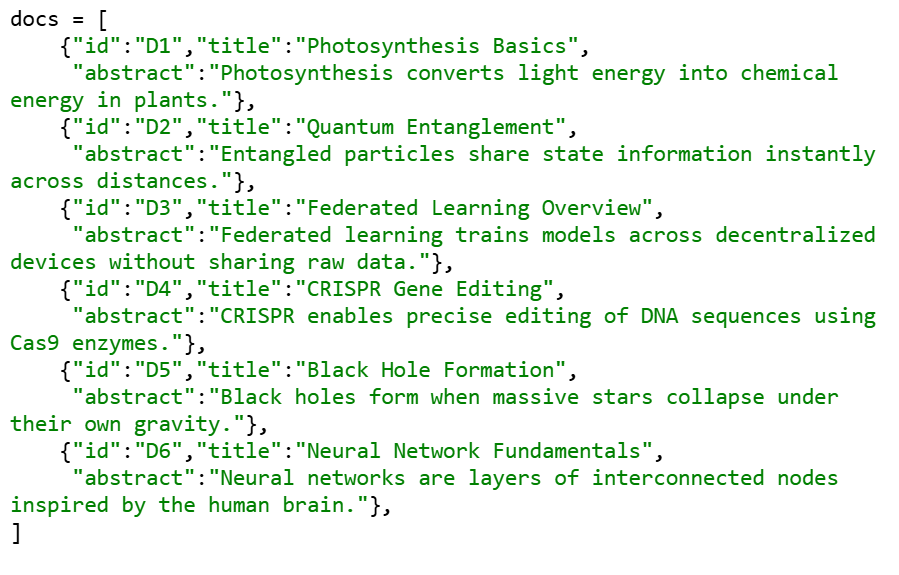 docs = [
    {"id":"D1","title":"Photosynthesis Basics",
     "abstract":"Photosynthesis converts light energy into chemical
energy in plants."},
    {"id":"D2","title":"Quantum Entanglement",
     "abstract":"Entangled particles share state information instantly
across distances."},
    {"id":"D3","title":"Federated Learning Overview",
     "abstract":"Federated learning trains models across decentralized
devices without sharing raw data."},
    {"id":"D4","title":"CRISPR Gene Editing",
     "abstract":"CRISPR enables precise editing of DNA sequences using
Cas9 enzymes."},
    {"id":"D5","title":"Black Hole Formation",
     "abstract":"Black holes form when massive stars collapse under
their own gravity."},
    {"id":"D6","title":"Neural Network Fundamentals",
     "abstract":"Neural networks are layers of interconnected nodes
inspired by the human brain."},
]